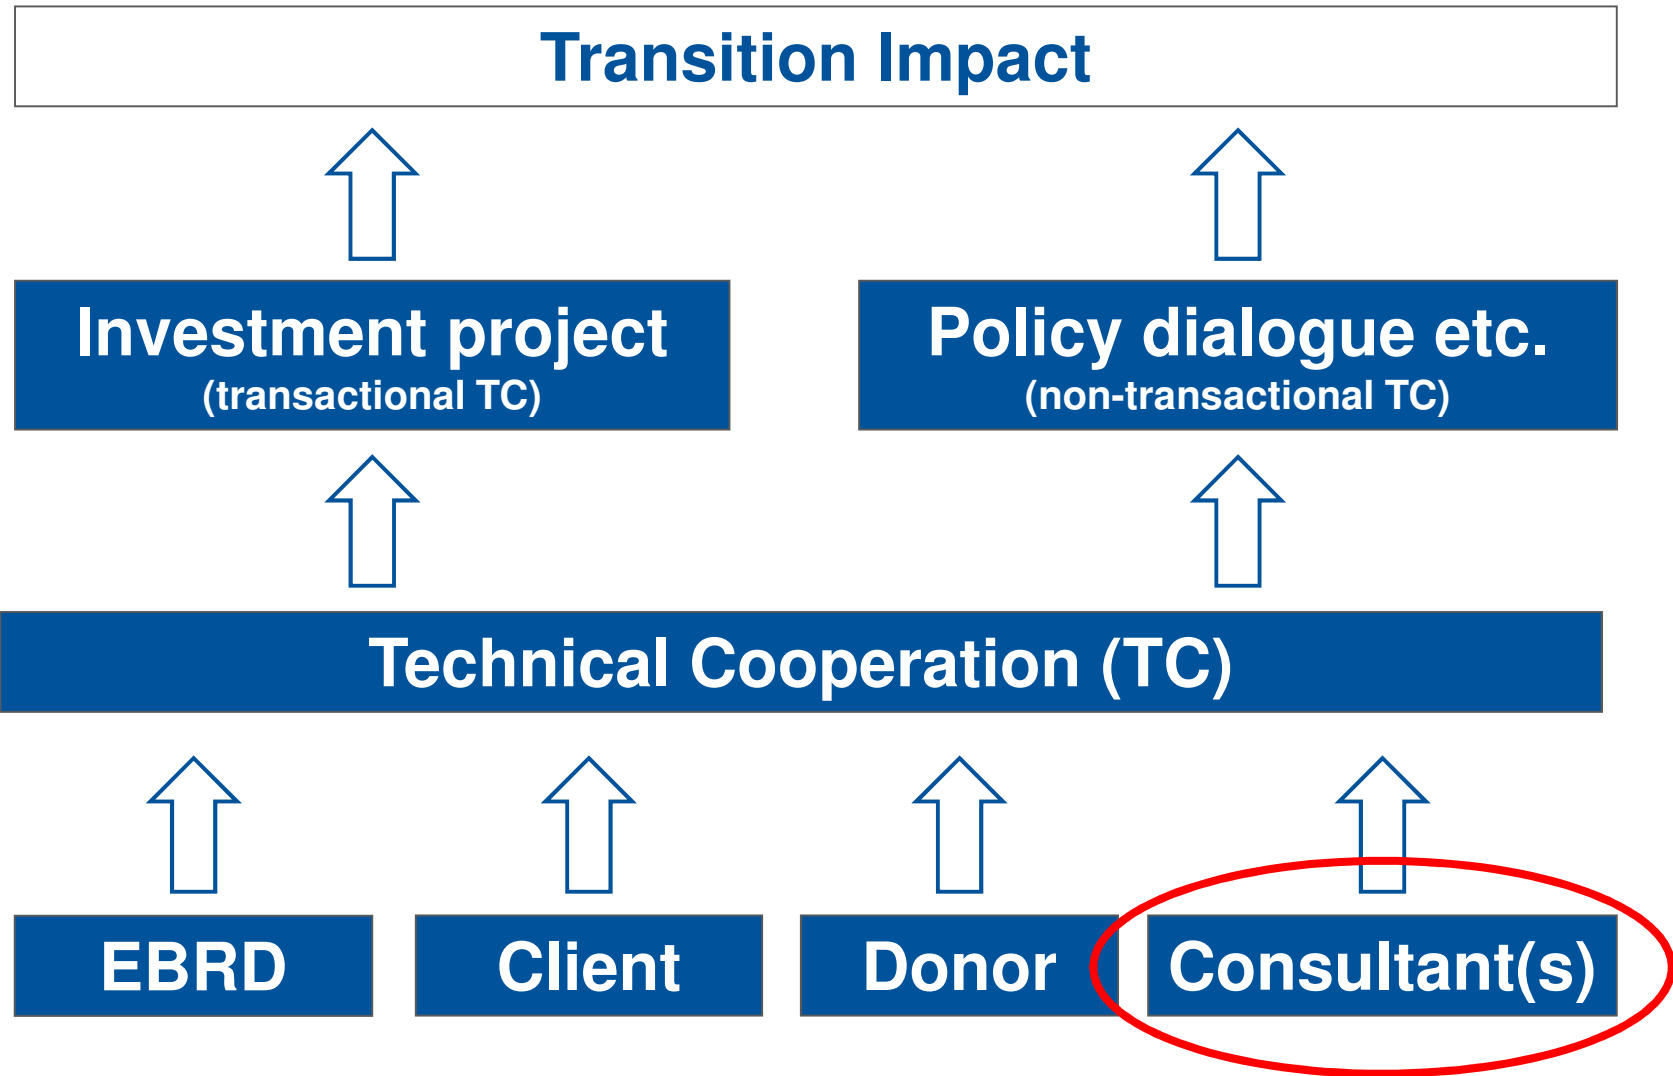 Transition Impact
Investment project
(transactional TC)
Policy dialogue etc.
(non-transactional TC)
Technical Cooperation (TC)
EBRD
Client
Donor
Consultant(s)